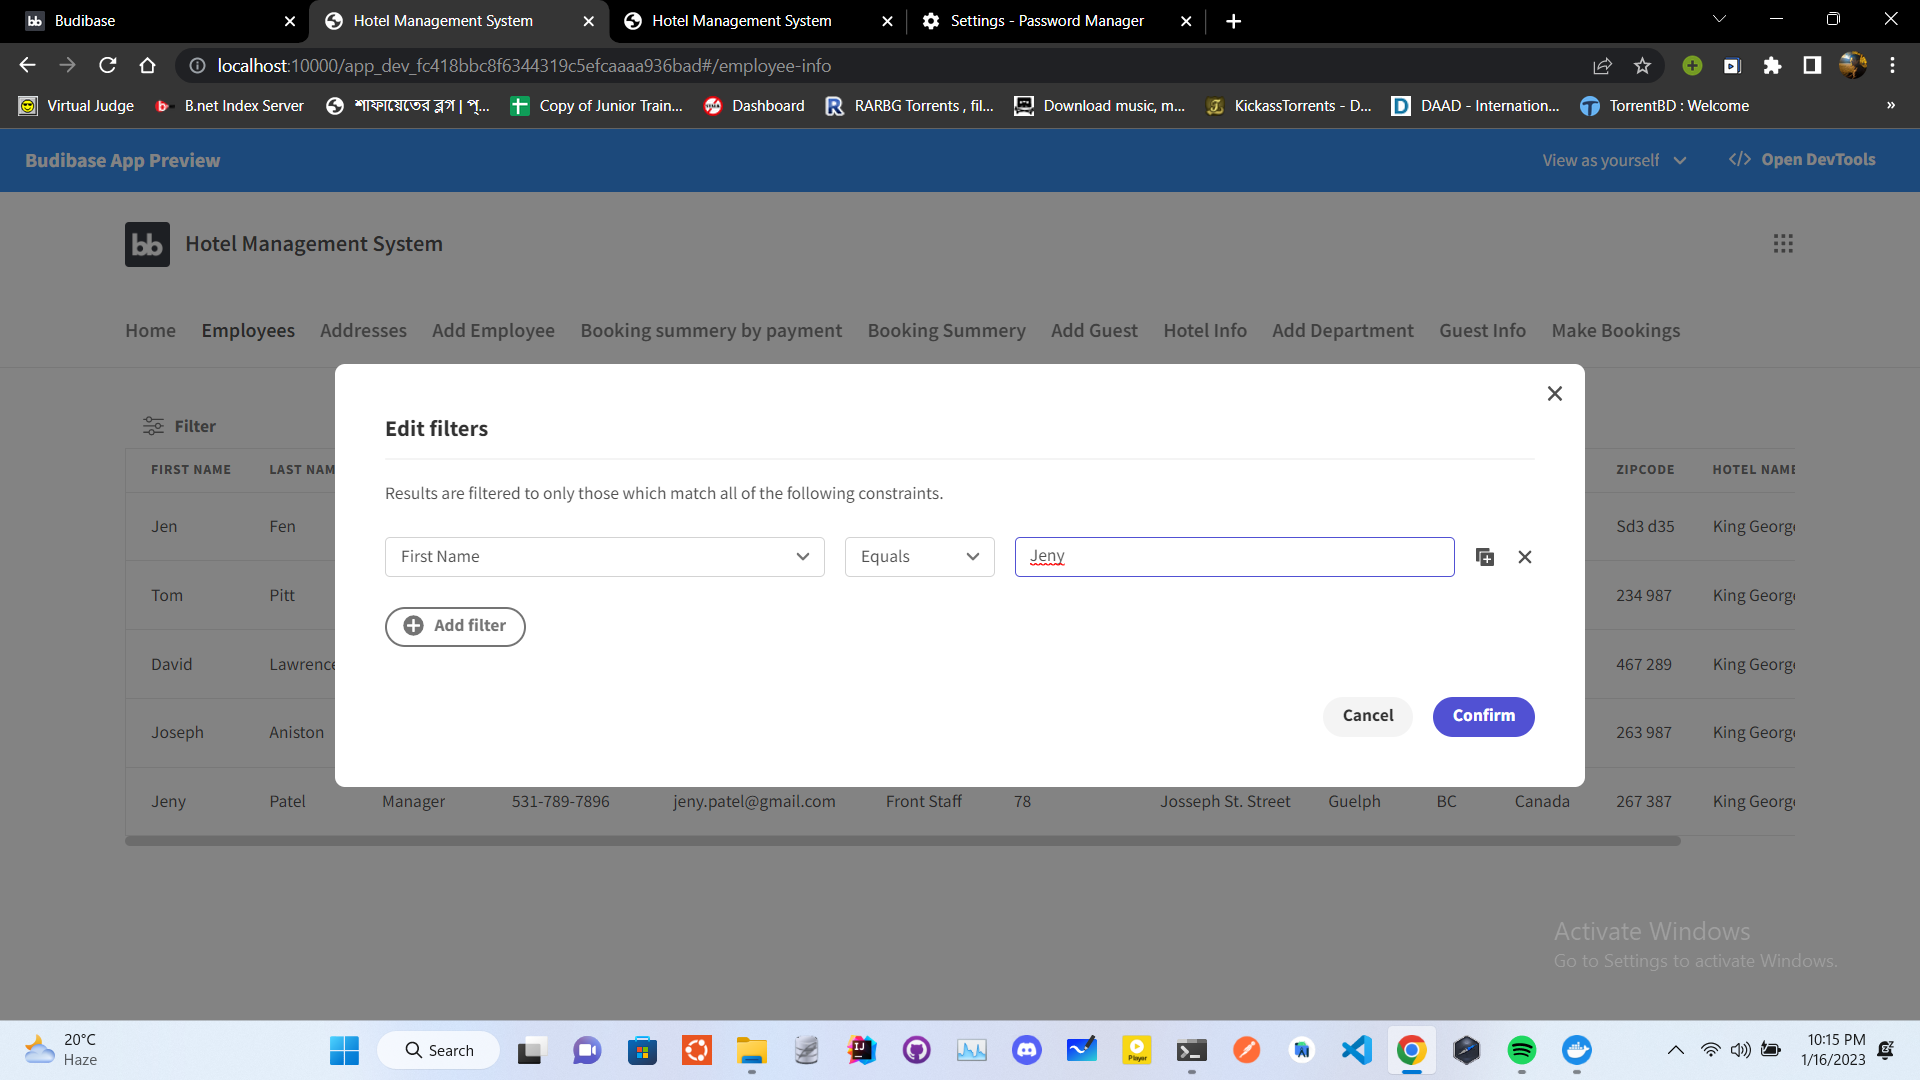 Budibase
Hotel Management System
Hotel Management System
Settings - Password Manager
localhost:10000/app_dev_fc418bbc8f6344319c5efcaaaa936bad#/employee-info
Virtual Judge
B.net Index Server
শাফায়েতের ব্লগ | প্...
Copy of Junior Train...
Dashboard
RARBG Torrents , fil...
Download music, m...
KickassTorrents - D...
DAAD - Internation...
TorrentBD : Welcome
»
Budibase App Preview
View as yourself
</> Open DevTools
bb Hotel Management System
Home Employees Addresses Add Employee Booking summery by payment Booking Summery Add Guest Hotel Info Add Department Guest Info Make Bookings
Filter
Edit filters
FIRST NAME LAST NAM ZIPCODE HOTEL NAME
Results are filtered to only those which match all of the following constraints.
Jen Fen Sd3 d35 King George
First Name Equals Jeny
Tom Pitt 234 987 King George
Add filter
David Lawrence 467 289 King George
Cancel Confirm
Joseph Aniston 263 987 King George
Jeny Patel Manager 531-789-7896 jeny.patel@gmail.com Front Staff 78 Josseph St. Street Guelph BC Canada 267 387 King George
Activate Windows
Go to Settings to activate Windows.
20°C
Haze
Search
Player
10:15 PM
1/16/2023